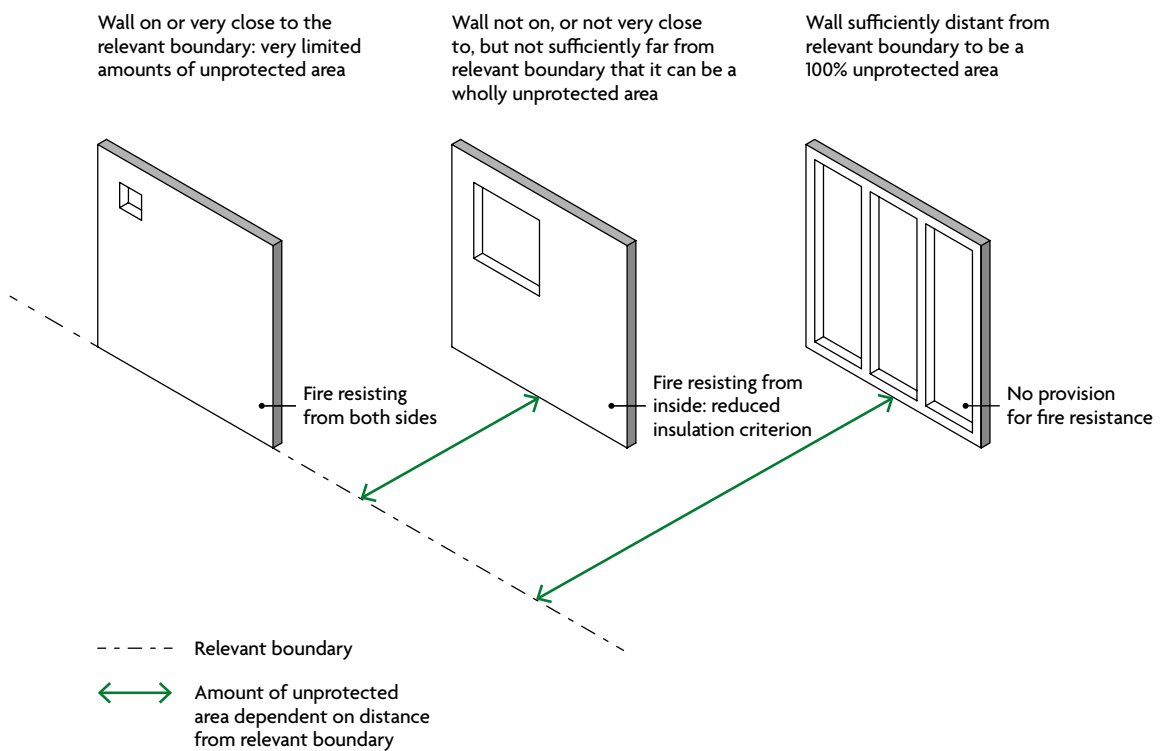 Wall on or very close to the
relevant boundary: very limited
amounts of unprotected area
Wall not on, or not very close
to, but not sufficiently far from
relevant boundary that it can be a
wholly unprotected area
Wall sufficiently distant from
relevant boundary to be a
100% unprotected area
Fire resisting
from both sides
Fire resisting from
inside: reduced
insulation criterion
No provision
for fire resistance
Relevant boundary
Amount of unprotected
area dependent on distance
from relevant boundary